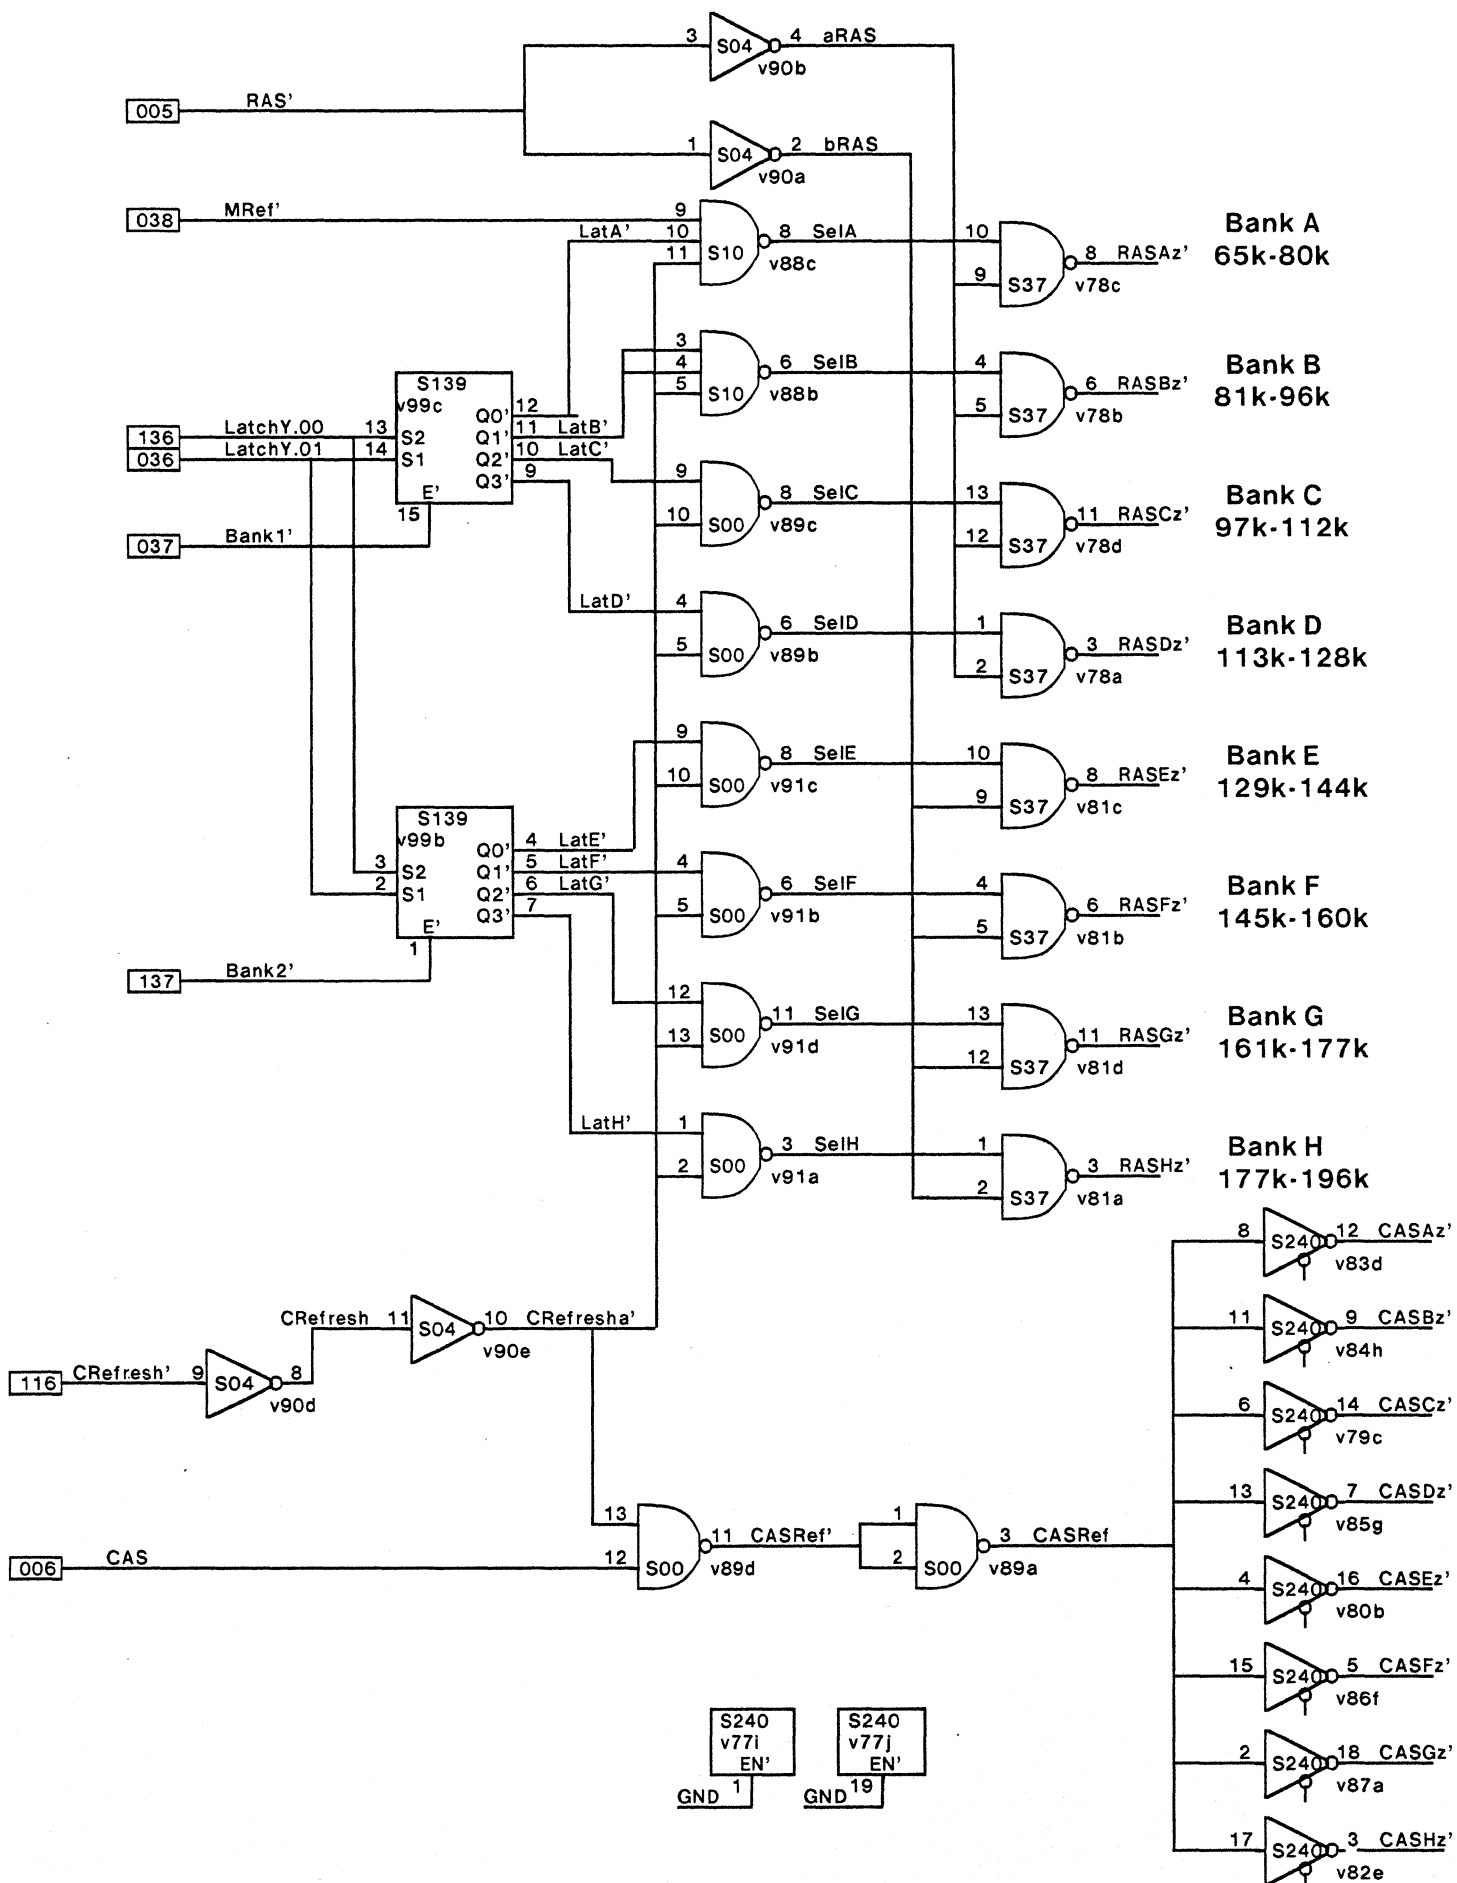 3 S04 4 aRAS
v90b
005 RAS'
1 S04 2 bRAS
v90a
038 MRef' 9
LatA' 10 S10 8 SelA 10
11 v88c
9 S37 8 RASAz'
v78c
Bank A
65k-80k
3
4 S10 6 SelB 4
5 v88b
5 S37 6 RASBz'
v78b
Bank B
81k-96k
S139
v99c
136 LatchY.00 13 S2
036 LatchY.01 14 S1
Q0' 12
Q1' 11 LatB'
Q2' 10 LatC'
Q3' 9
E'
15
037 Bank1'
9
10 S00 8 SelC 13
v89c
12 S37 11 RASCz'
v78d
Bank C
97k-112k
LatD' 4
5 S00 6 SelD 1
v89b
2 S37 3 RASDz'
v78a
Bank D
113k-128k
9
10 S00 8 SelE 10
v91c
9 S37 8 RASEz'
v81c
Bank E
129k-144k
S139
v99b
3 S2
2 S1
Q0' 4 LatE'
Q1' 5 LatF'
Q2' 6 LatG'
Q3' 7
E'
1
137 Bank2'
4
5 S00 6 SelF 4
v91b
5 S37 6 RASFz'
v81b
Bank F
145k-160k
12
13 S00 11 SelG 13
v91d
12 S37 11 RASGz'
v81d
Bank G
161k-177k
LatH' 1
2 S00 3 SelH 1
v91a
2 S37 3 RASHz'
v81a
Bank H
177k-196k
8 S240 12 CASAz'
v83d
CRefresh 11 S04 10 CRefresha'
v90e
11 S240 9 CASBz'
v84h
116 CRefresh' 9 S04 8
v90d
6 S240 14 CASCz'
v79c
13 S240 7 CASDz'
v85g
13
006 CAS 12 S00 11 CASRef'
v89d
1
2 S00 3 CASRef
v89a
4 S240 16 CASEz'
v80b
15 S240 5 CASFz'
v86f
S240
v77i
EN'
GND 1
S240
v77j
EN'
GND 19
2 S240 18 CASGz'
v87a
17 S240 3 CASHz'
v82e